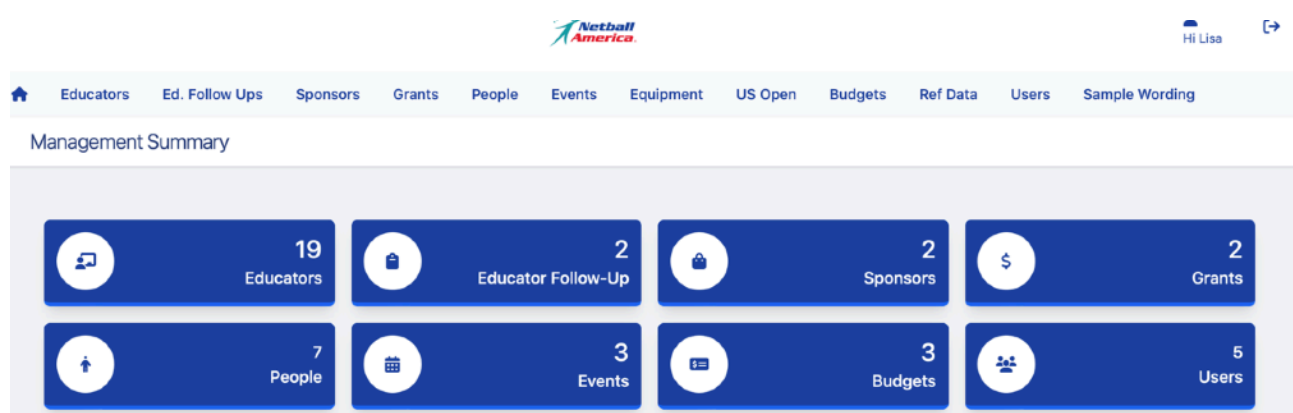 Netball
America.
Hi Lisa
Educators Ed. Follow Ups Sponsors Grants People Events Equipment US Open Budgets Ref Data Users Sample Wording
Management Summary
19
Educators
2
Educator Follow-Up
2
Sponsors
$
2
Grants
7
People
3
Events
3
Budgets
5
Users